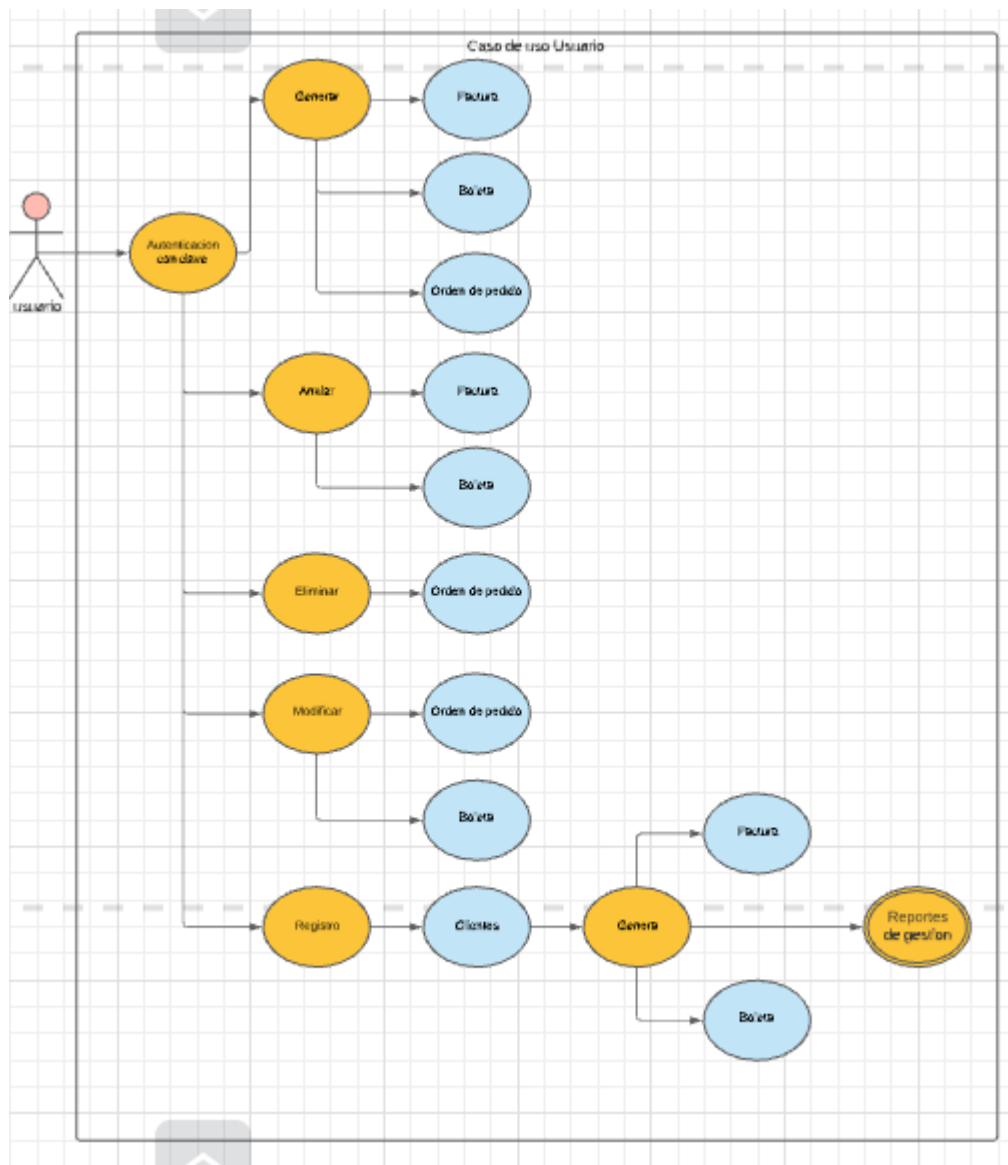 Caso de uso Usuario
Generar
Factura
Boleta
usuario
Autenticacion
con clave
Orden de pedido
Anular
Factura
Boleta
Eliminar
Orden de pedido
Modificar
Orden de pedido
Boleta
Factura
Registro
Clientes
Genera
Reportes
de gestion
Boleta